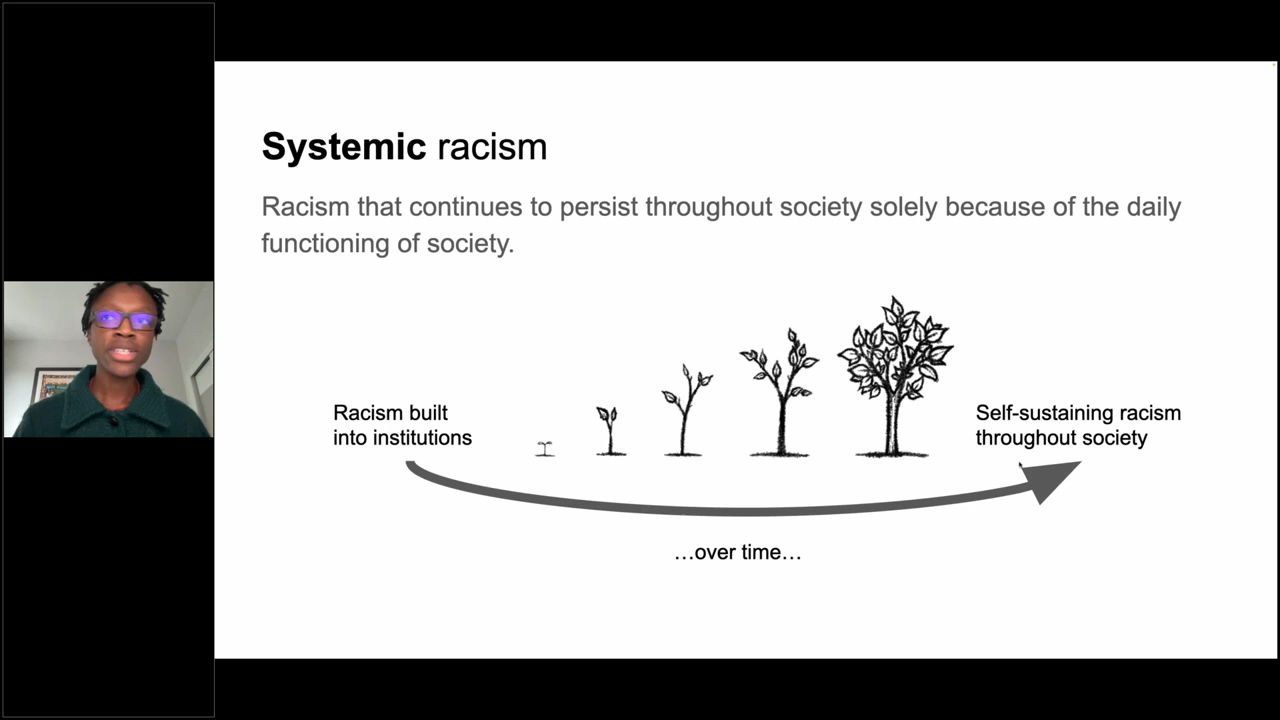 Systemic racism
Racism that continues to persist throughout society solely because of the daily
functioning of society.
Racism built
into institutions
Self-sustaining racism
throughout society
…over time…